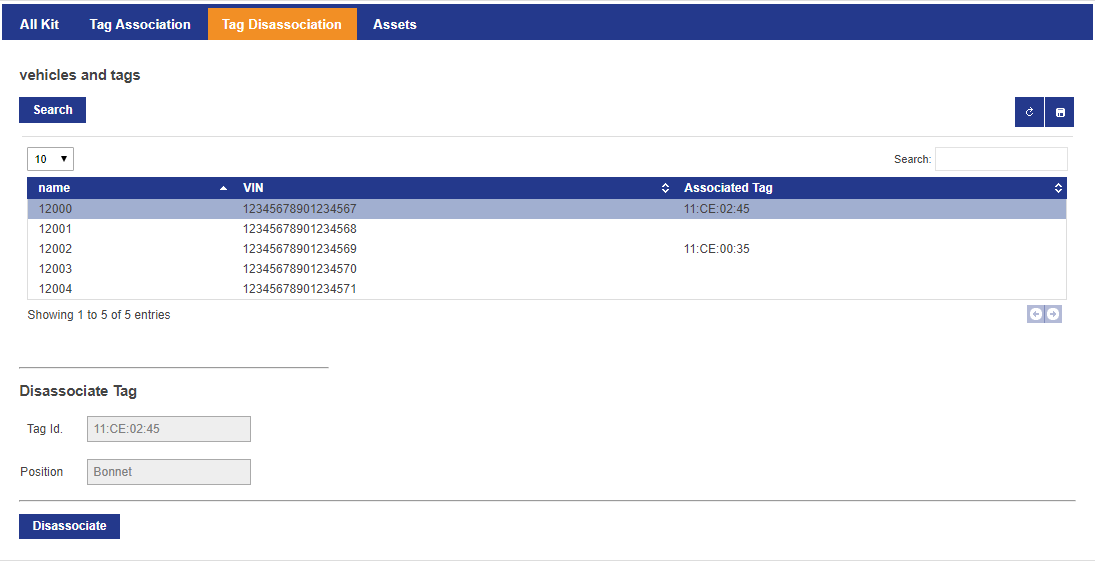 All Kit Tag Association Tag Disassociation Assets
vehicles and tags
Search
10 Search:
name VIN Associated Tag
12000 12345678901234567 11:CE:02:45
12001 12345678901234568
12002 12345678901234569 11:CE:00:35
12003 12345678901234570
12004 12345678901234571
Showing 1 to 5 of 5 entries
Disassociate Tag
Tag Id. 11:CE:02:45
Position Bonnet
Disassociate